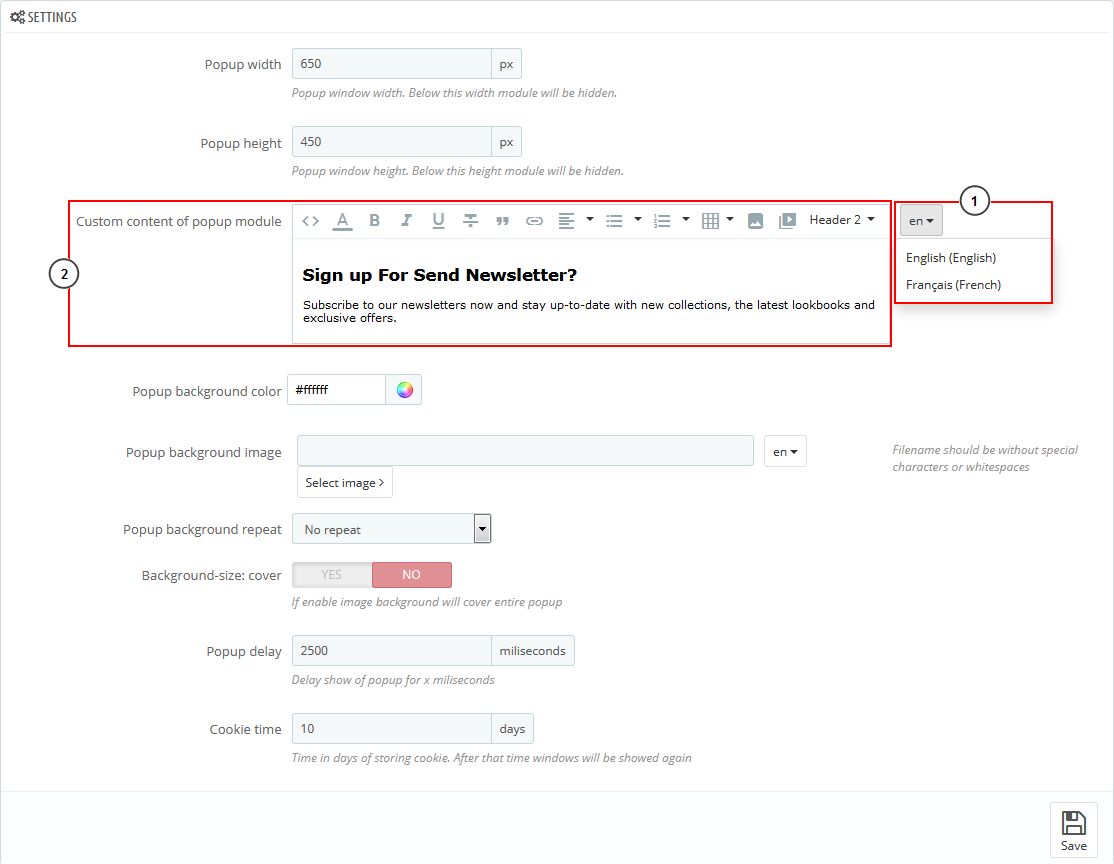 SETTINGS
Popup width 650 px
Popup window width. Below this width module will be hidden.
Popup height 450 px
Popup window height. Below this height module will be hidden.
1
Custom content of popup module <> A B I U T Header 2 en
English (English)
Français (French)
2
Sign up For Send Newsletter?
Subscribe to our newsletters now and stay up-to-date with new collections, the latest lookbooks and
exclusive offers.
Popup background color #ffffff
Popup background image en
Filename should be without special
characters or whitespaces
Select image >
Popup background repeat No repeat
Background-size: cover YES NO
If enable image background will cover entire popup
Popup delay 2500 miliseconds
Delay show of popup for x miliseconds
Cookie time 10 days
Time in days of storing cookie. After that time windows will be showed again
Save